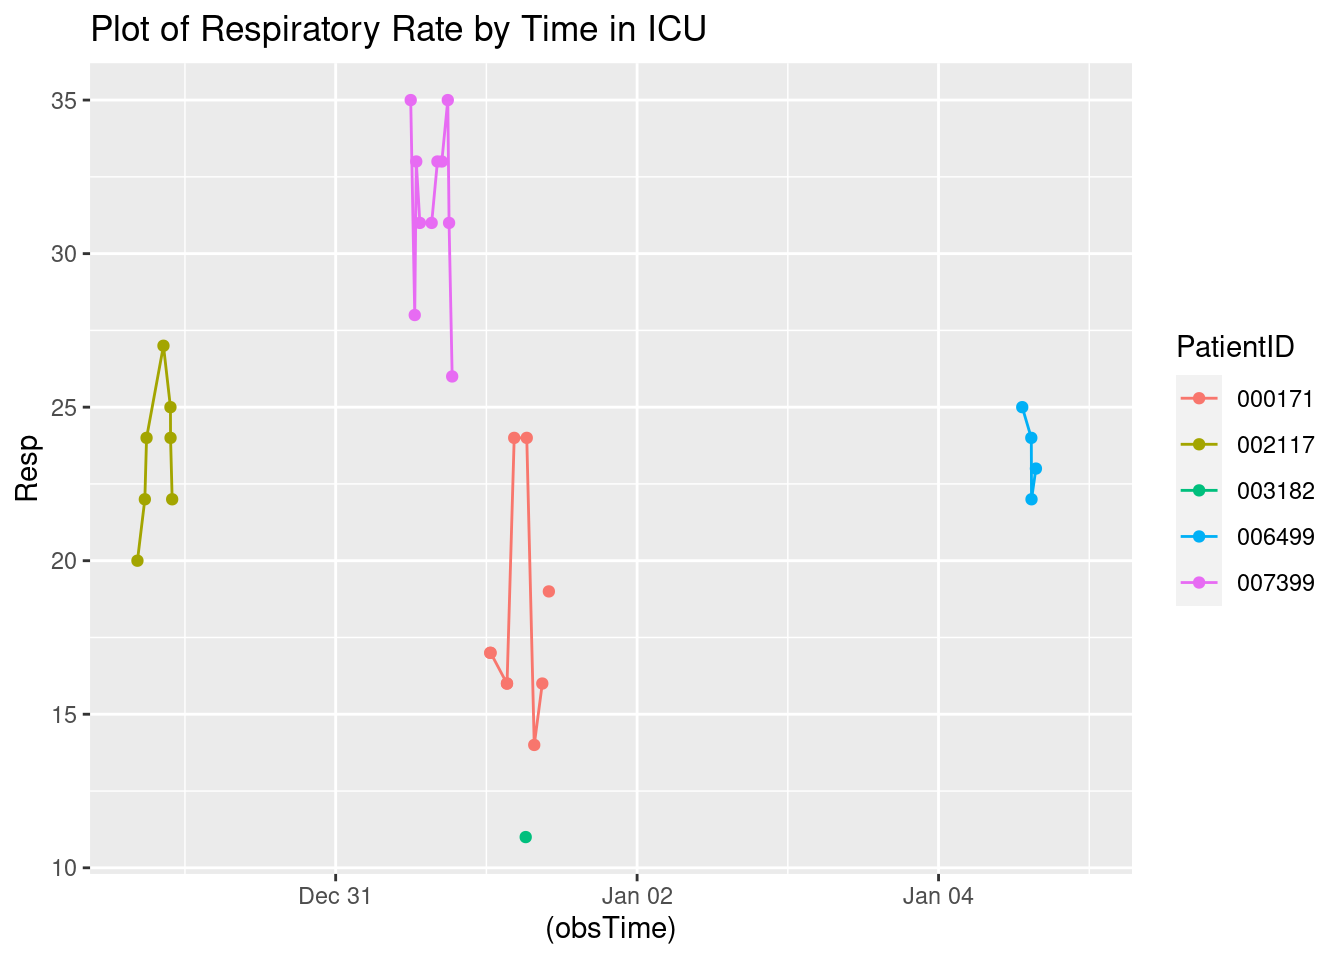 Plot of Respiratory Rate by Time in ICU
35
30
25
20
15
10
Resp
Dec 31
Jan 02
Jan 04
(obsTime)
PatientID
000171
002117
003182
006499
007399